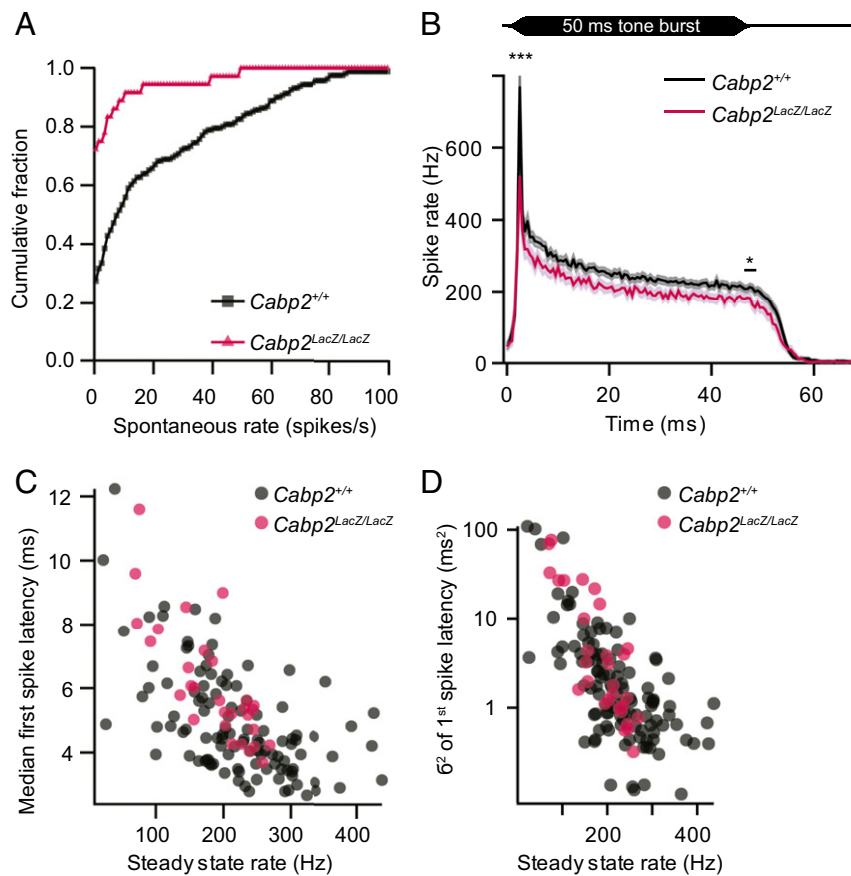 A
1.0
0.8
0.6
0.4
0.2
0.0
Cumulative fraction
Cabp2+/+
Cabp2LacZ/LacZ
0 20 40 60 80 100
Spontaneous rate (spikes/s)
B
50 ms tone burst
***
Cabp2+/+
Cabp2LacZ/LacZ
600
400
200
0
Spike rate (Hz)
*
0 20 40 60
Time (ms)
C
Cabp2+/+
Cabp2LacZ/LacZ
12
10
8
6
4
Median first spike latency (ms)
100 200 300 400
Steady state rate (Hz)
D
Cabp2+/+
Cabp2LacZ/LacZ
100
10
1
6² of 1st spike latency (ms²)
200 400
Steady state rate (Hz)